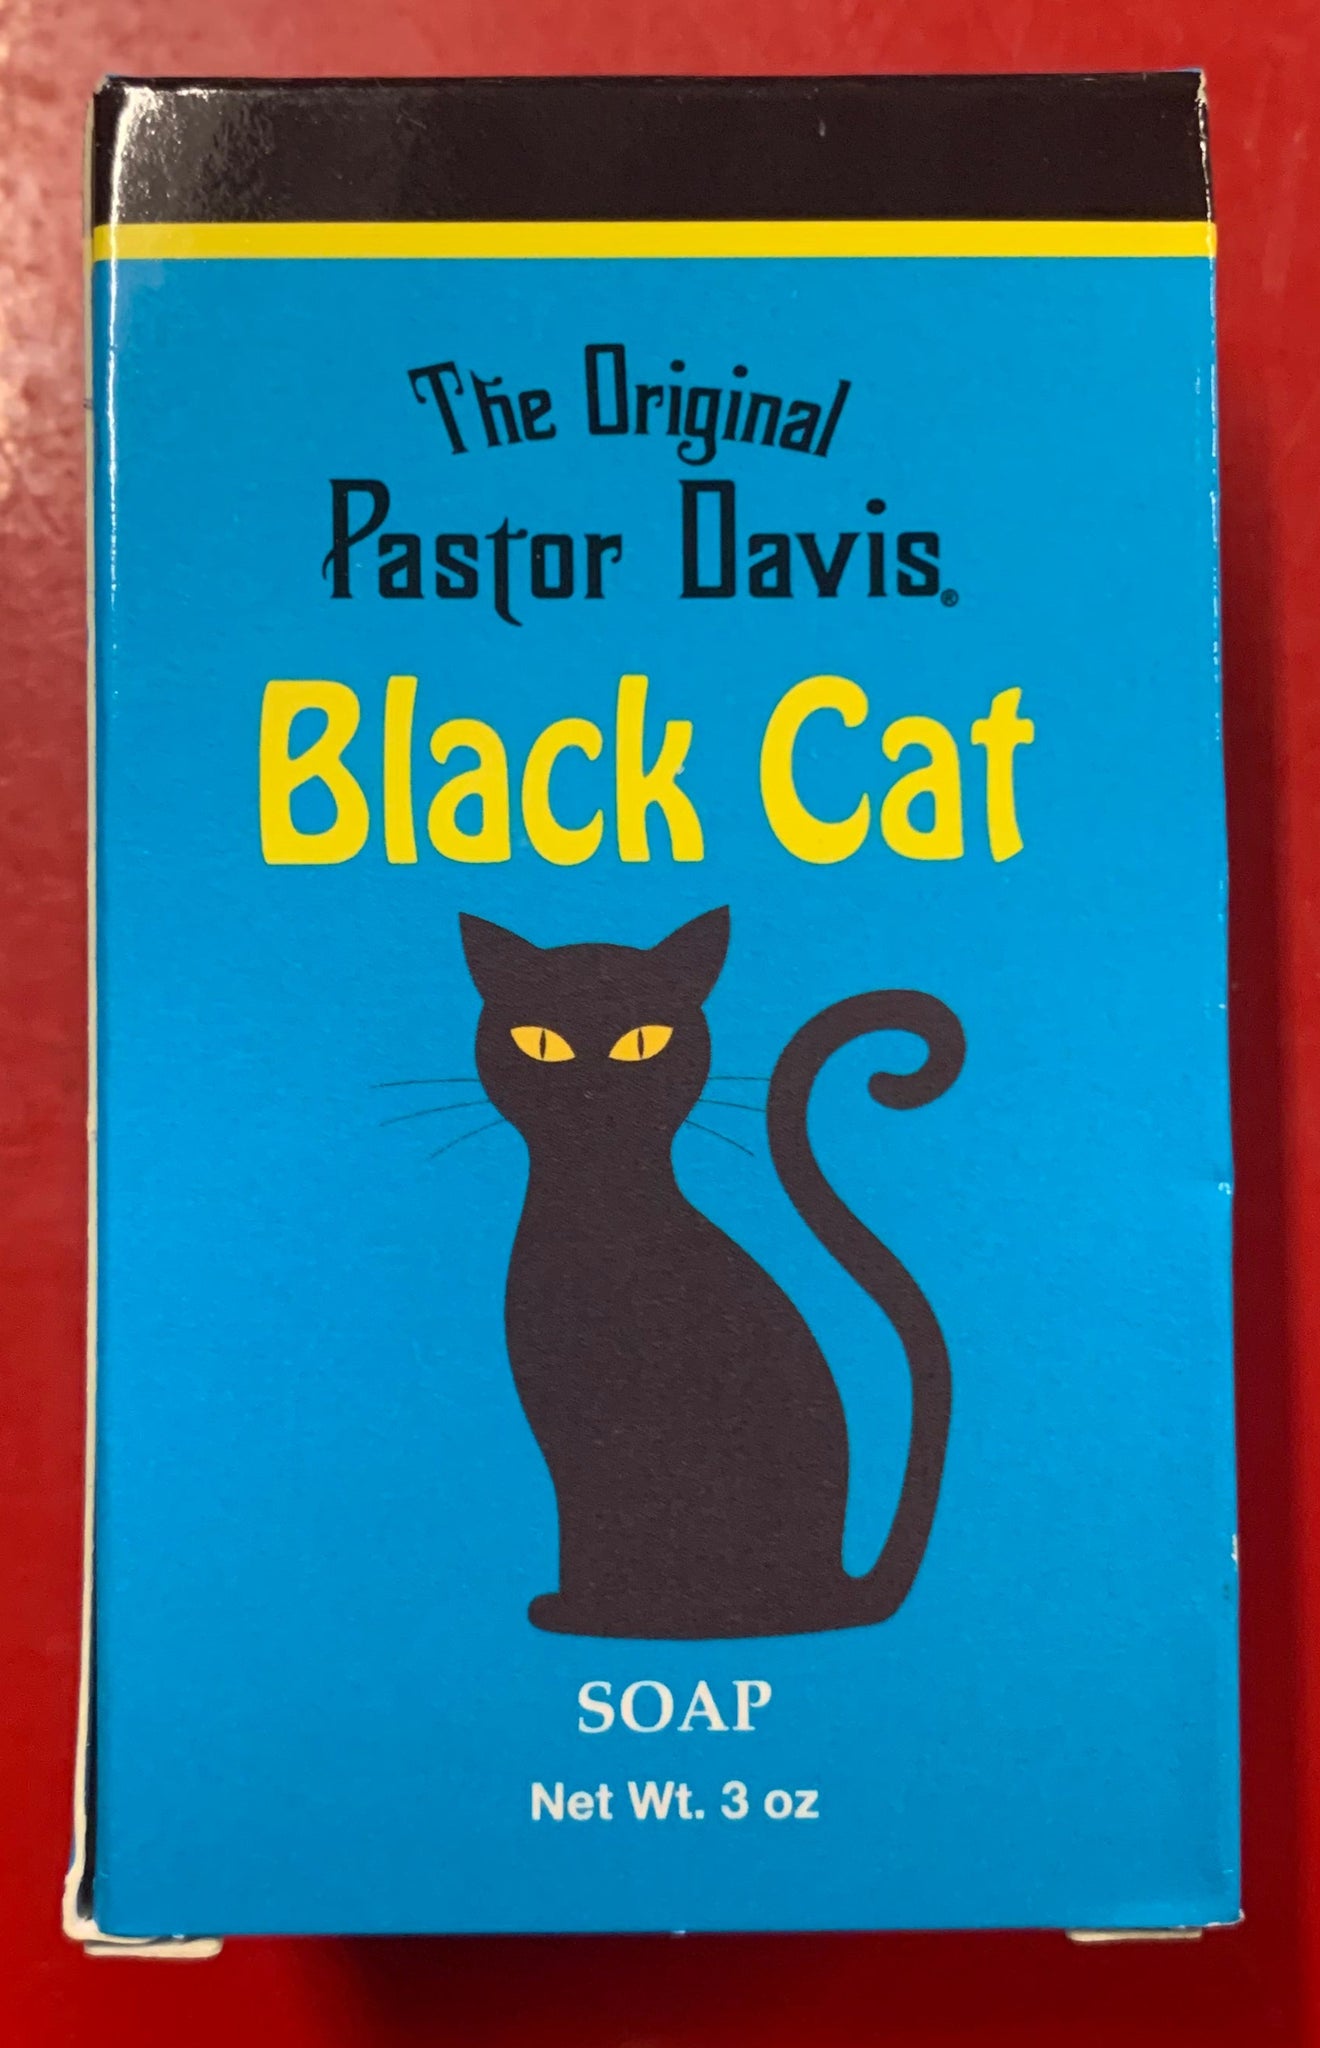 The Original
Pastor Davis®
Black Cat
SOAP
Net Wt. 3 oz